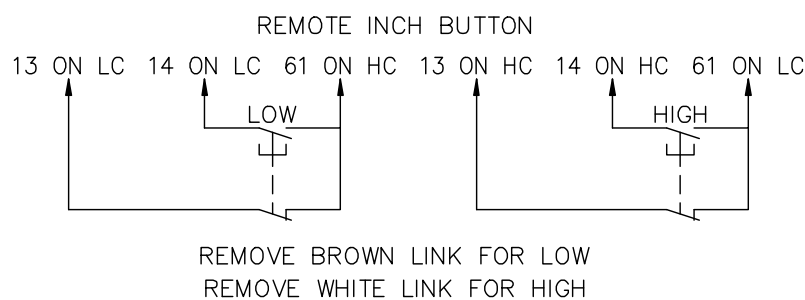 REMOTE INCH BUTTON
13 ON LC 14 ON LC 61 ON HC 13 ON HC 14 ON HC 61 ON LC
LOW HIGH
REMOVE BROWN LINK FOR LOW
REMOVE WHITE LINK FOR HIGH